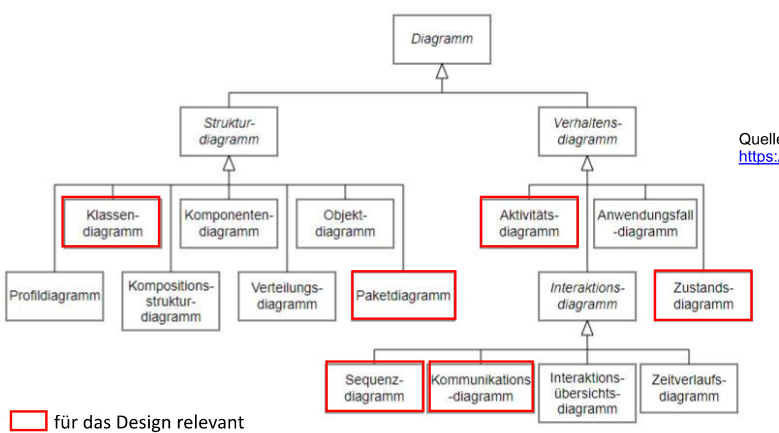 Diagramm
Struktur-
diagramm
Verhaltens-
diagramm
Quelle
https:/
Klassen-
diagramm
Komponenten-
diagramm
Objekt-
diagramm
Aktivitäts-
diagramm
Anwendungsfall
-diagramm
Profildiagramm
Kompositions-
struktur-
diagramm
Verteilungs-
diagramm
Paketdiagramm
Interaktions-
diagramm
Zustands-
diagramm
Sequenz-
diagramm
Kommunikations
-diagramm
Interaktions-
übersichts-
diagramm
Zeitverlaufs-
diagramm
für das Design relevant